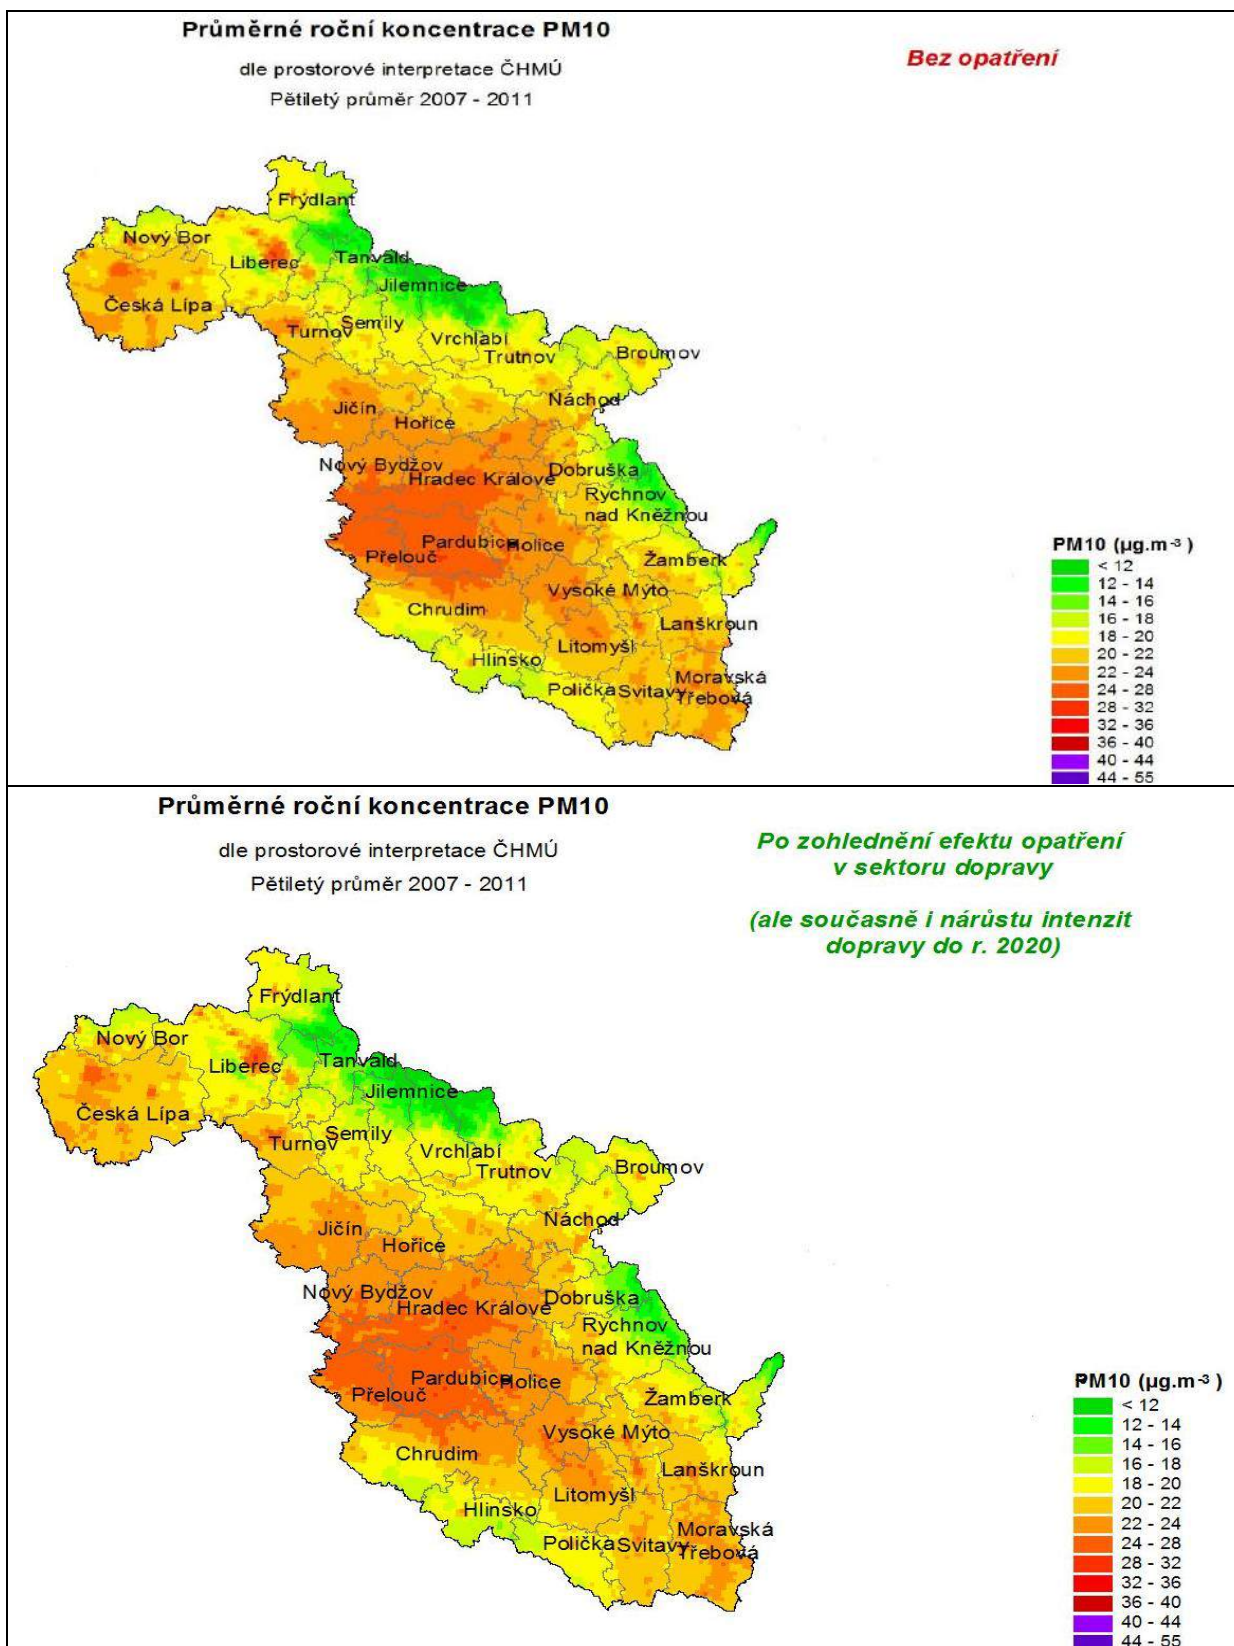 Průměrné roční koncentrace PM10
dle prostorové interpretace ČHMÚ
Pětiletý průměr 2007 - 2011
Bez opatření
Frýdlant
Nový Bor
Liberec
Tanvald
Jilemnice
Česká Lípa
Turnov
Semily
Vrchlabí
Trutnov
Broumov
Náchod
Jičín
Hořice
Nový Bydžov
Hradec Králové
Dobruška
Rychnov
nad Kněžnou
Pardubice
Holice
Přelouč
Žamberk
Vysoké Mýto
Chrudim
Lanškroun
Litomyšl
Hlinsko
Polička
Svitavy
Moravská
Třebová
PM10 (µg.m-3 )
< 12
12 - 14
14 - 16
16 - 18
18 - 20
20 - 22
22 - 24
24 - 28
28 - 32
32 - 36
36 - 40
40 - 44
44 - 55
Průměrné roční koncentrace PM10
dle prostorové interpretace ČHMÚ
Pětiletý průměr 2007 - 2011
Po zohlednění efektu opatření
v sektoru dopravy
(ale současně i nárůstu intenzit
dopravy do r. 2020)
Frýdlant
Nový Bor
Liberec
Tanvald
Jilemnice
Česká Lípa
Turnov
Semily
Vrchlabí
Trutnov
Broumov
Náchod
Jičín
Hořice
Nový Bydžov
Hradec Králové
Dobruška
Rychnov
nad Kněžnou
Pardubice
Holice
Přelouč
Žamberk
Vysoké Mýto
Chrudim
Lanškroun
Litomyšl
Hlinsko
Polička
Svitavy
Moravská
Třebová
PM10 (µg.m-3 )
< 12
12 - 14
14 - 16
16 - 18
18 - 20
20 - 22
22 - 24
24 - 28
28 - 32
32 - 36
36 - 40
40 - 44
44 - 55